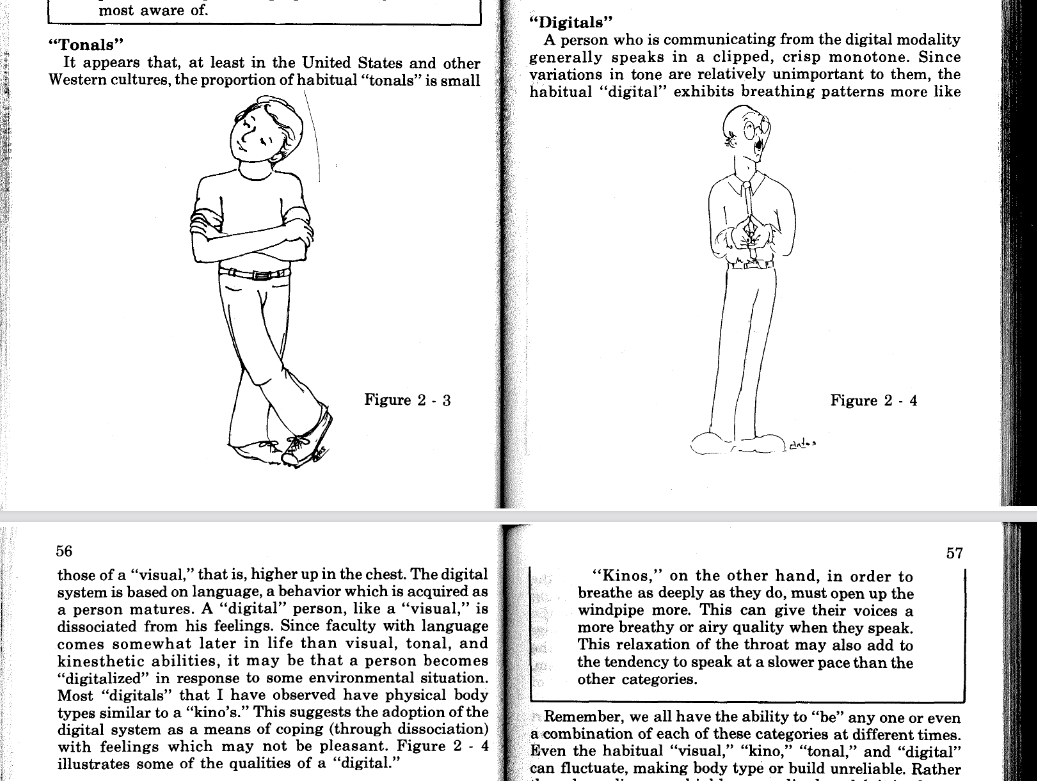 most aware of.
“Tonals”
It appears that, at least in the United States and other
Western cultures, the proportion of habitual “tonals” is small
Figure 2 - 3
“Digitals”
A person who is communicating from the digital modality
generally speaks in a clipped, crisp monotone. Since
variations in tone are relatively unimportant to them, the
habitual “digital” exhibits breathing patterns more like
Figure 2 - 4
56
those of a “visual,” that is, higher up in the chest. The digital
system is based on language, a behavior which is acquired as
a person matures. A “digital” person, like a “visual,” is
dissociated from his feelings. Since faculty with language
comes somewhat later in life than visual, tonal, and
kinesthetic abilities, it may be that a person becomes
“digitalized” in response to some environmental situation.
Most “digitals” that I have observed have physical body
types similar to a “kino’s.” This suggests the adoption of the
digital system as a means of coping (through dissociation)
with feelings which may not be pleasant. Figure 2 - 4
illustrates some of the qualities of a “digital.”
57
“Kinos,” on the other hand, in order to
breathe as deeply as they do, must open up the
windpipe more. This can give their voices a
more breathy or airy quality when they speak.
This relaxation of the throat may also add to
the tendency to speak at a slower pace than the
other categories.
Remember, we all have the ability to “be” any one or even
a combination of each of these categories at different times.
Even the habitual “visual,” “kino,” “tonal,” and “digital”
can fluctuate, making body type or build unreliable. Rather